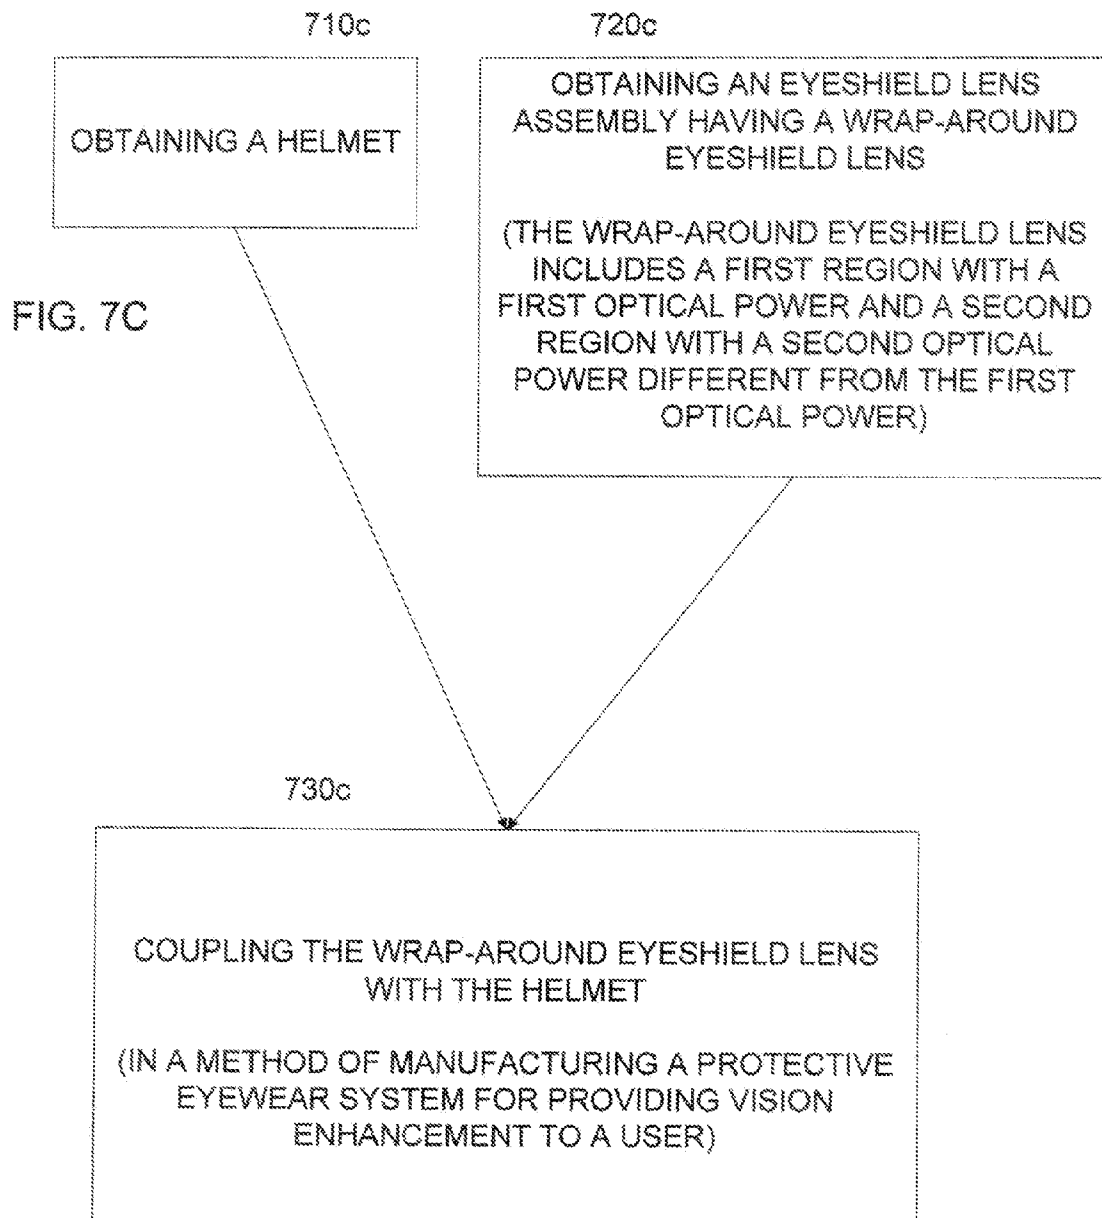 710c
OBTAINING A HELMET
720c
OBTAINING AN EYESHIELD LENS
ASSEMBLY HAVING A WRAP-AROUND
EYESHIELD LENS
(THE WRAP-AROUND EYESHIELD LENS
INCLUDES A FIRST REGION WITH A
FIRST OPTICAL POWER AND A SECOND
REGION WITH A SECOND OPTICAL
POWER DIFFERENT FROM THE FIRST
OPTICAL POWER)
FIG. 7C
730c
COUPLING THE WRAP-AROUND EYESHIELD LENS
WITH THE HELMET
(IN A METHOD OF MANUFACTURING A PROTECTIVE
EYEWEAR SYSTEM FOR PROVIDING VISION
ENHANCEMENT TO A USER)